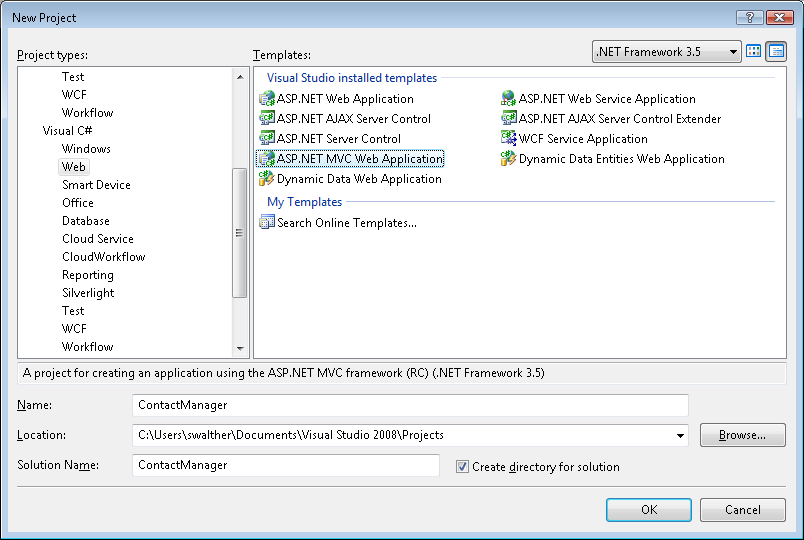 New Project
Project types:
Templates:
.NET Framework 3.5
Test
WCF
Workflow
Visual C#
Windows
Web
Smart Device
Office
Database
Cloud Service
CloudWorkflow
Reporting
Silverlight
Test
WCF
Workflow
Visual Studio installed templates
ASP.NET Web Application
ASP.NET Web Service Application
ASP.NET AJAX Server Control
ASP.NET AJAX Server Control Extender
ASP.NET Server Control
WCF Service Application
ASP.NET MVC Web Application
Dynamic Data Entities Web Application
Dynamic Data Web Application
My Templates
Search Online Templates...
A project for creating an application using the ASP.NET MVC framework (RC) (.NET Framework 3.5)
Name:
ContactManager
Location:
C:\Users\swalther\Documents\Visual Studio 2008\Projects
Browse...
Solution Name:
ContactManager
Create directory for solution
OK
Cancel